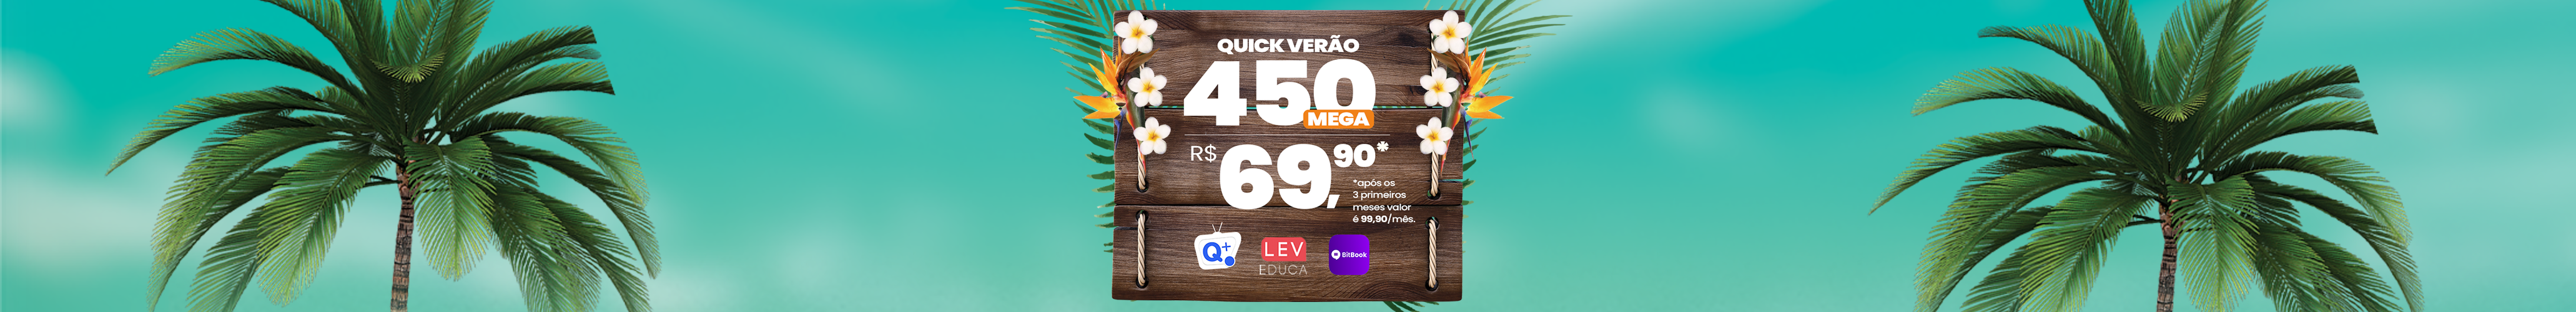 QUICK VERÃO
450
MEGA
R$ 69,90*
*após os
3 primeiros
meses valor
é 99,90/mês.
Q+
LEV
EDUCA
BitBook